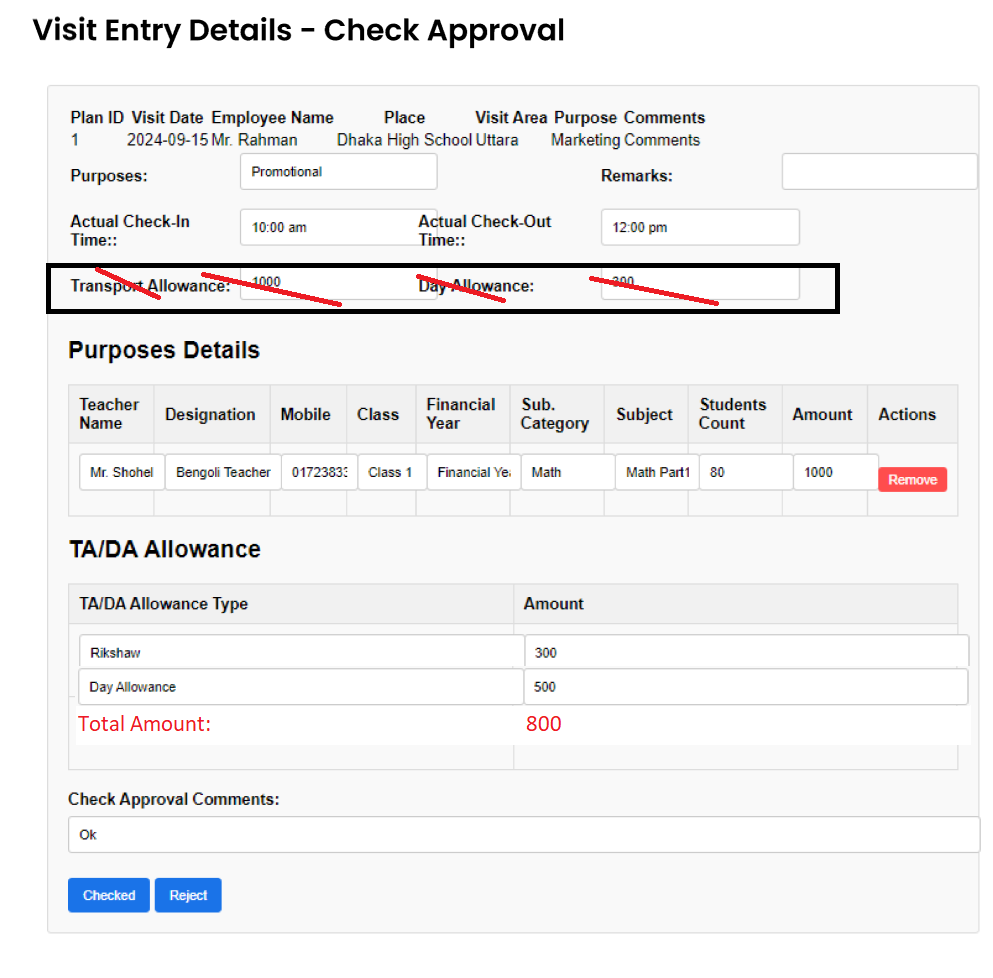 Visit Entry Details - Check Approval
Plan ID Visit Date Employee Name Place Visit Area Purpose Comments
1 2024-09-15 Mr. Rahman Dhaka High School Uttara Marketing Comments
Purposes: Promotional Remarks:
Actual Check-In Time:: 10:00 am Actual Check-Out Time:: 12:00 pm
Transport Allowance: 1000 Day Allowance: 300
Purposes Details
Teacher Name Designation Mobile Class Financial Year Sub. Category Subject Students Count Amount Actions
Mr. Shohel Bengoli Teacher 01723833 Class 1 Financial Yea Math Math Part1 80 1000 Remove
TA/DA Allowance
TA/DA Allowance Type Amount
Rikshaw 300
Day Allowance 500
Total Amount: 800
Check Approval Comments:
Ok
Checked Reject